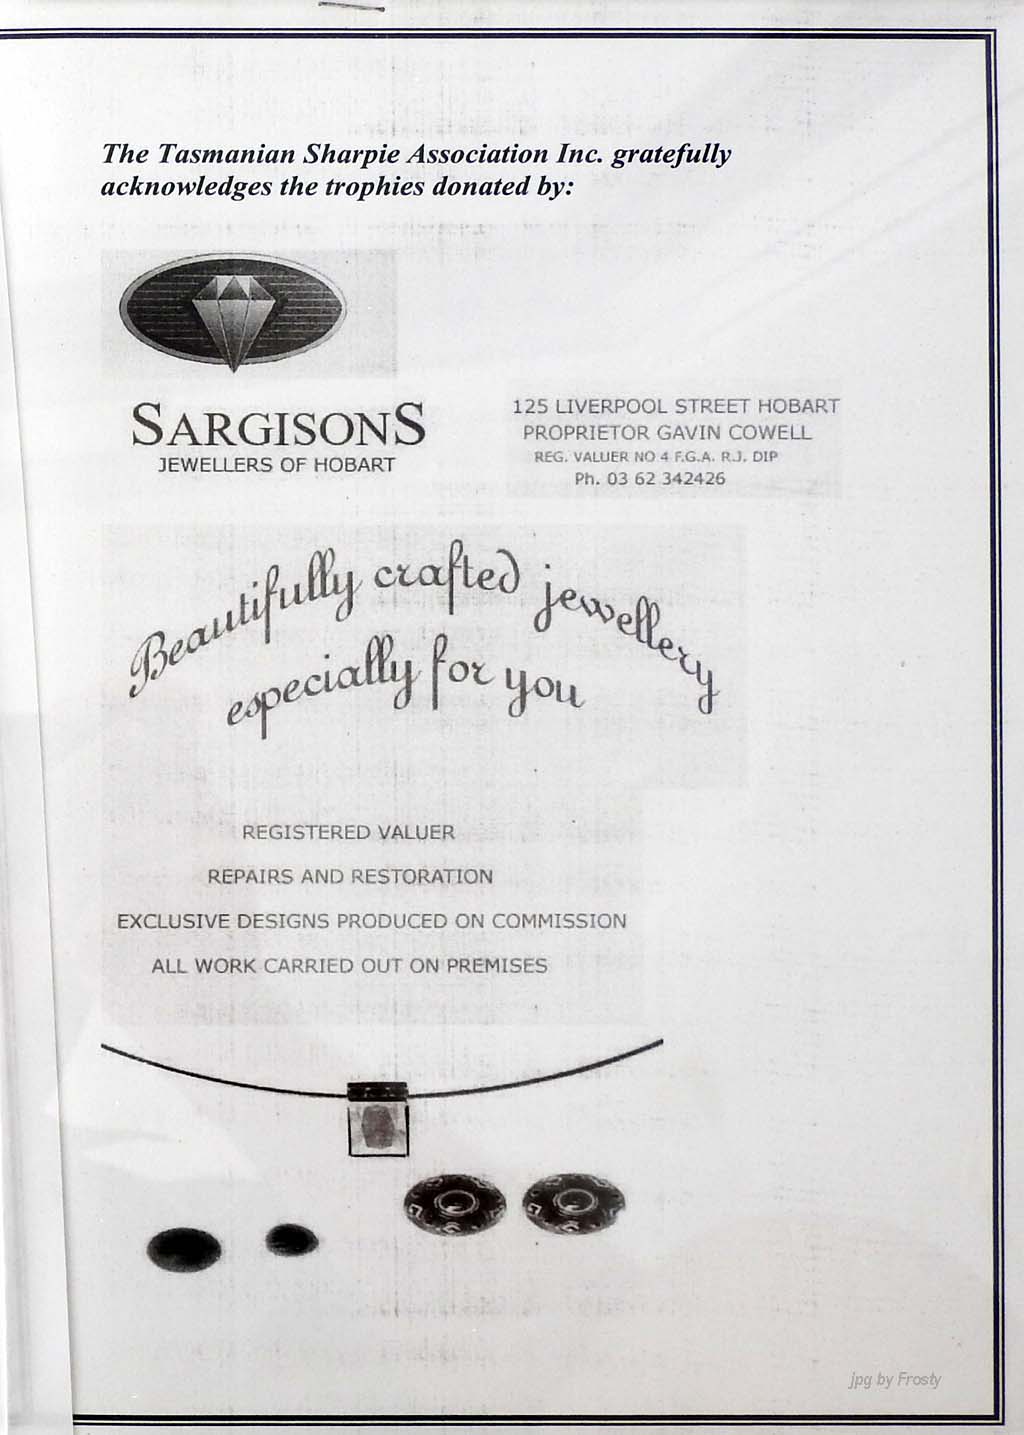 The Tasmanian Sharpie Association Inc. gratefully
acknowledges the trophies donated by:
SARGISONS
JEWELLERS OF HOBART
125 LIVERPOOL STREET HOBART
PROPRIETOR GAVIN COWELL
REG. VALUER NO 4 F.G.A. R.J. DIP
Ph. 03 62 342426
Beautifully crafted jewellery
especially for you
REGISTERED VALUER
REPAIRS AND RESTORATION
EXCLUSIVE DESIGNS PRODUCED ON COMMISSION
ALL WORK CARRIED OUT ON PREMISES
jpg by Frosty